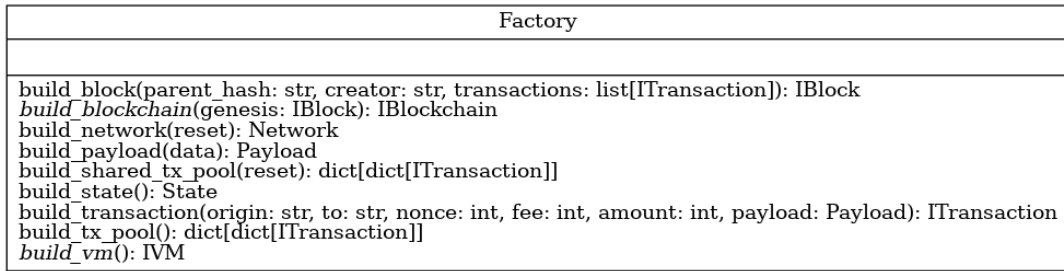 Factory
build_block(parent_hash: str, creator: str, transactions: list[ITransaction]): IBlock
build_blockchain(genesis: IBlock): IBlockchain
build_network(reset): Network
build_payload(data): Payload
build_shared_tx_pool(reset): dict[dict[ITransaction]]
build_state(): State
build_transaction(origin: str, to: str, nonce: int, fee: int, amount: int, payload: Payload): ITransaction
build_tx_pool(): dict[dict[ITransaction]]
build_vm(): IVM